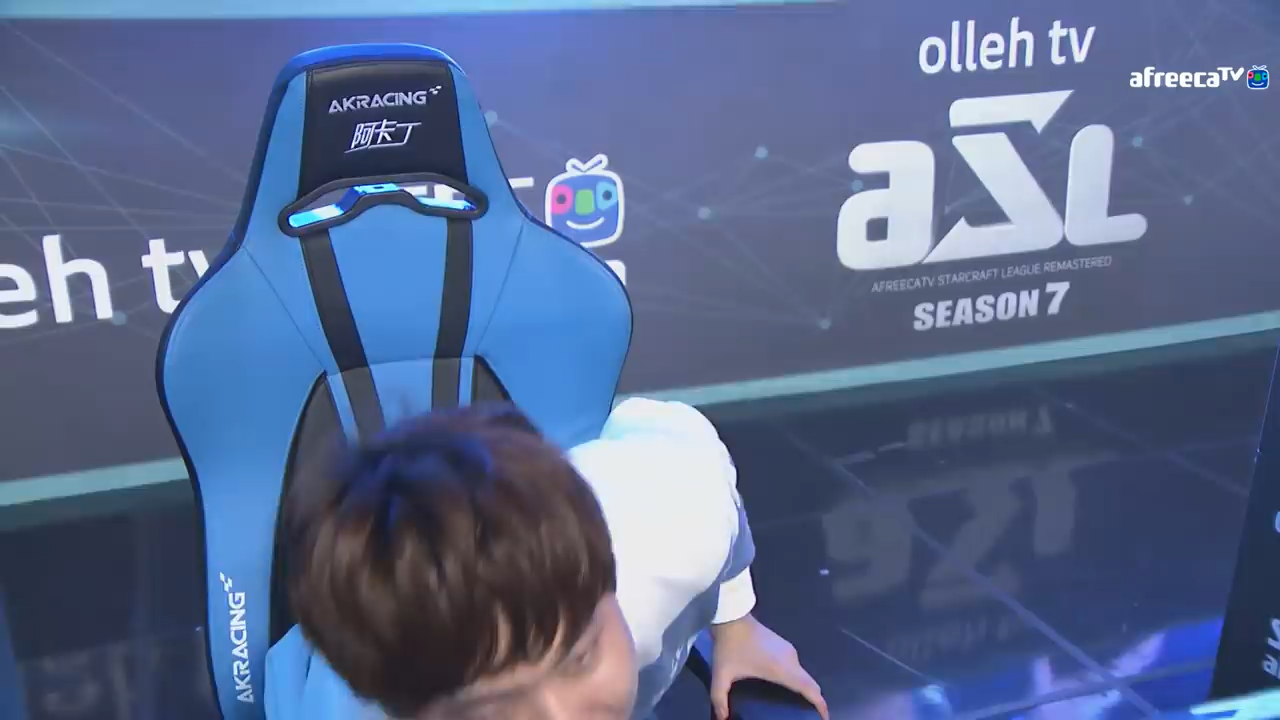 olleh tv
afreecaTV
AKRACING
阿卡丁
aSL
eh tv
AFREECATV STARCRAFT LEAGUE REMASTERED
SEASON 7
AKRACING